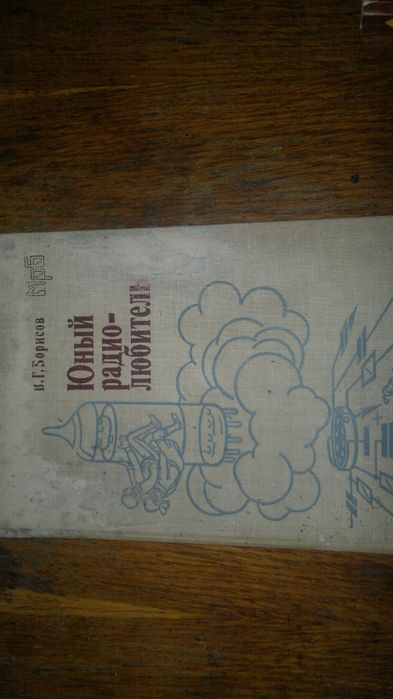 В.Г.Борисов
МРБ
Юный
радио-
любитель